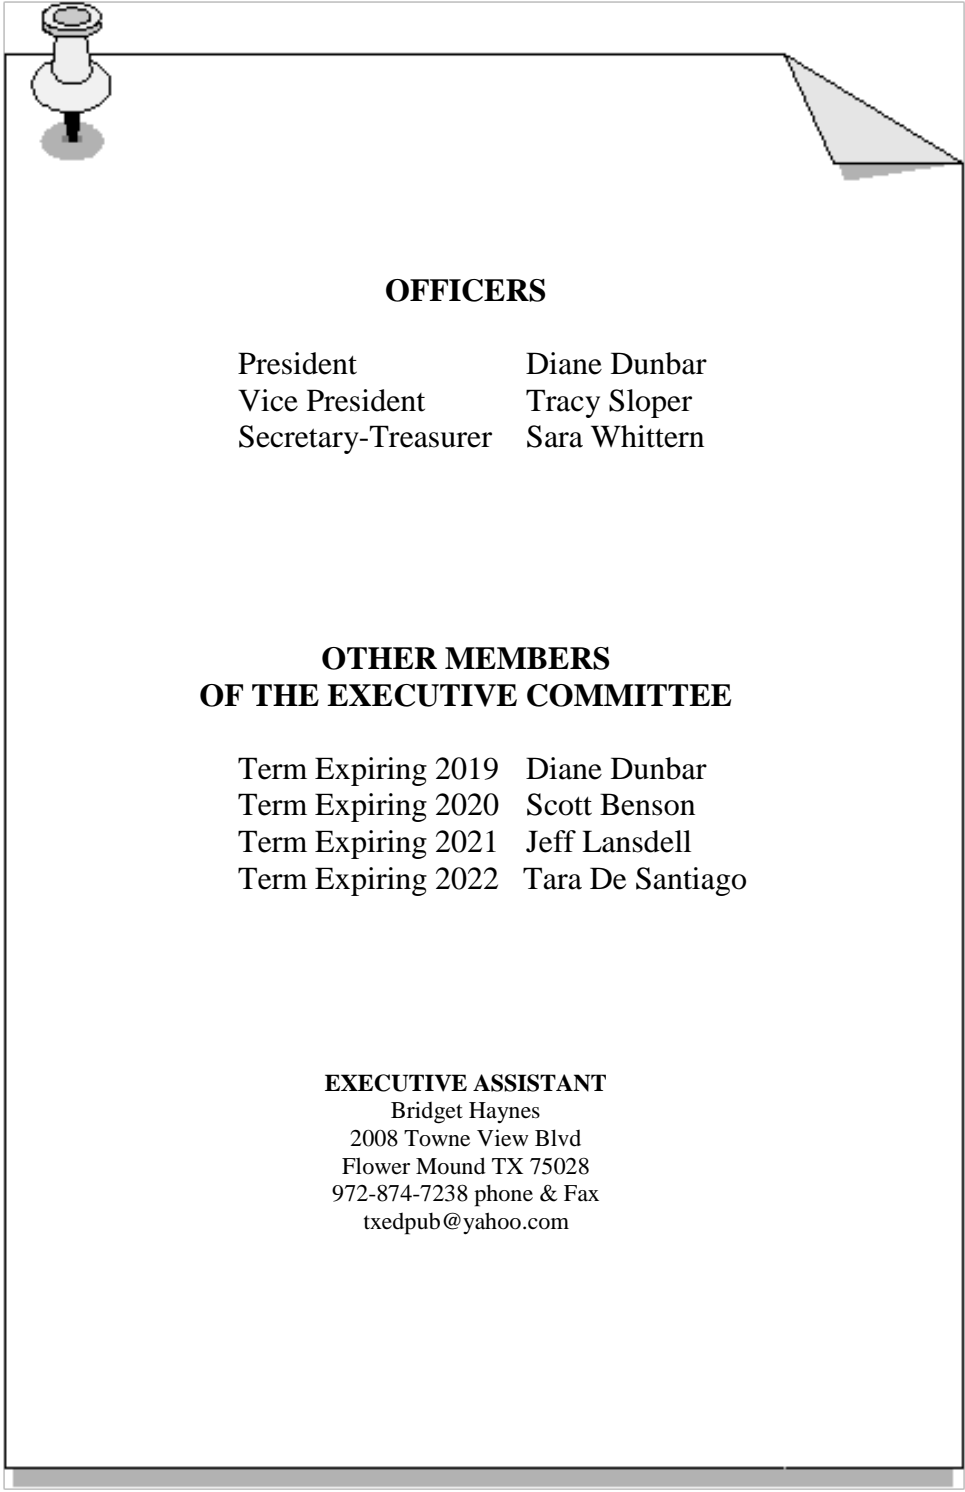 OFFICERS
President Diane Dunbar
Vice President Tracy Sloper
Secretary-Treasurer Sara Whittern
OTHER MEMBERS
OF THE EXECUTIVE COMMITTEE
Term Expiring 2019 Diane Dunbar
Term Expiring 2020 Scott Benson
Term Expiring 2021 Jeff Lansdell
Term Expiring 2022 Tara De Santiago
EXECUTIVE ASSISTANT
Bridget Haynes
2008 Towne View Blvd
Flower Mound TX 75028
972-874-7238 phone & Fax
txedpub@yahoo.com